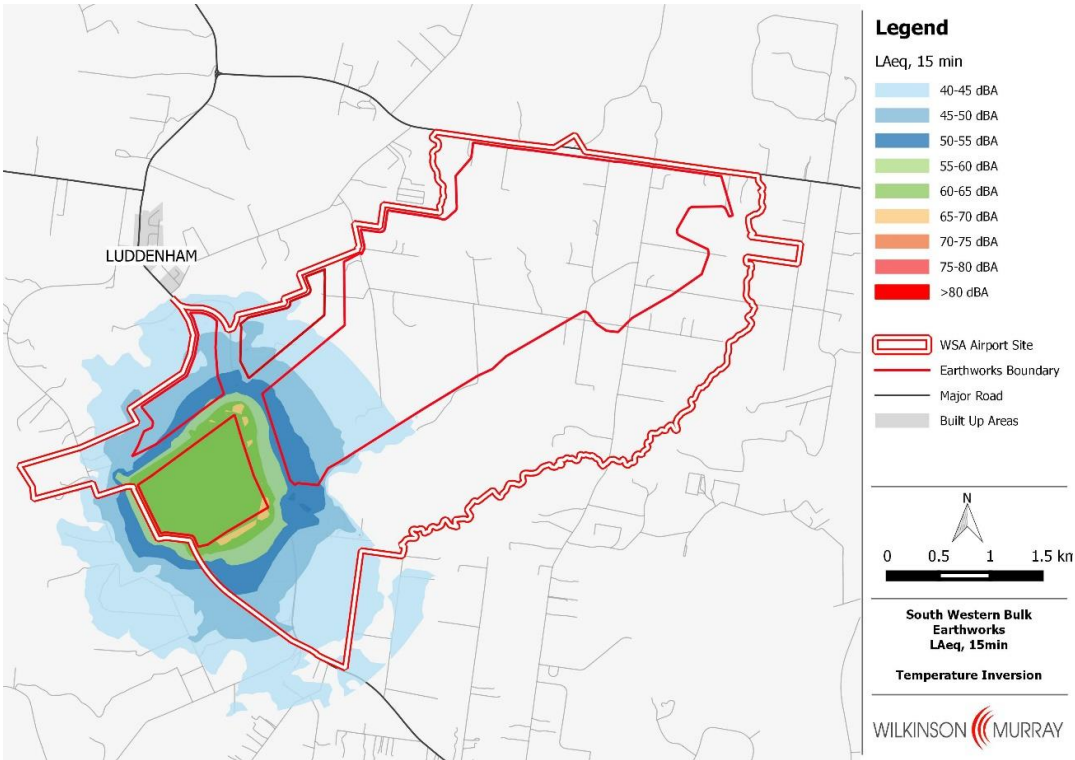 LUDDENHAM
Legend
LAeq, 15 min
40-45 dBA
45-50 dBA
50-55 dBA
55-60 dBA
60-65 dBA
65-70 dBA
70-75 dBA
75-80 dBA
>80 dBA
WSA Airport Site
Earthworks Boundary
Major Road
Built Up Areas
N
0 0.5 1 1.5 km
South Western Bulk
Earthworks
LAeq, 15min
Temperature Inversion
WILKINSON MURRAY